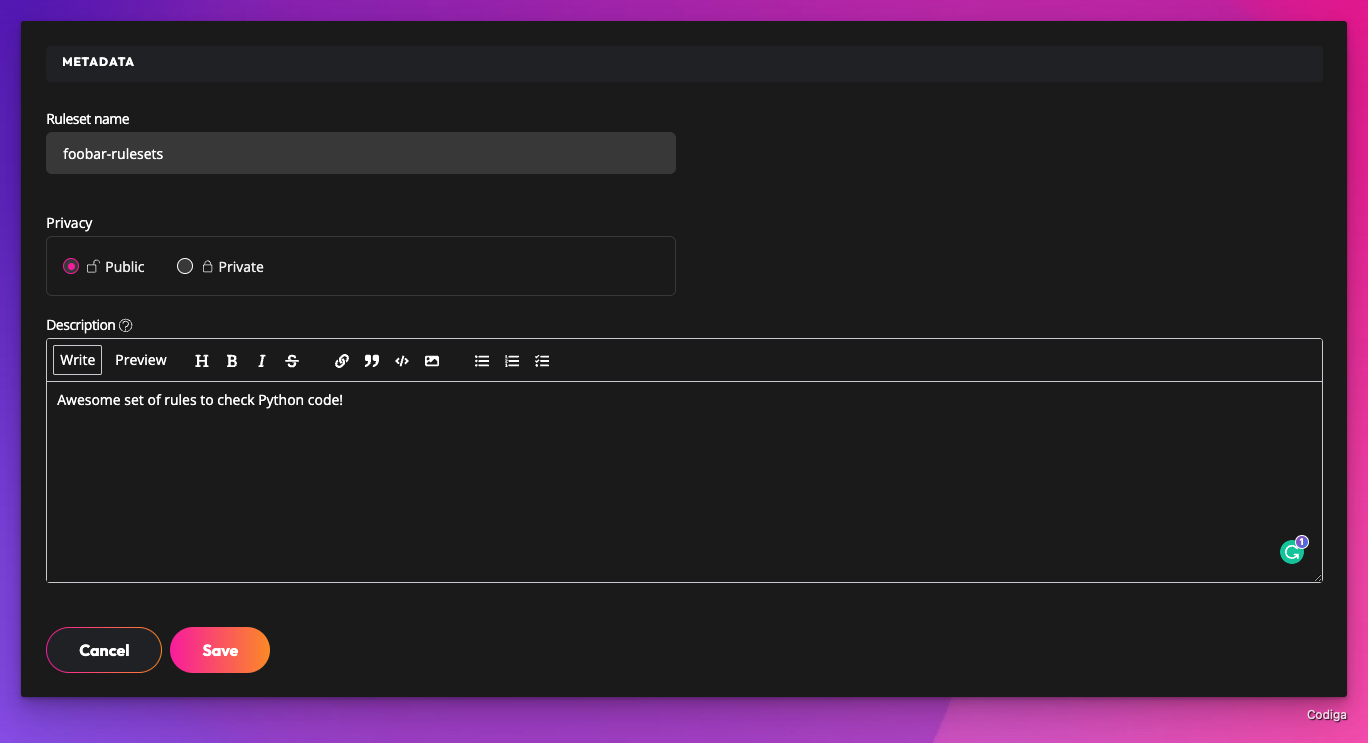 METADATA
Ruleset name
foobar-rulesets
Privacy
Public Private
Description
Write Preview H B I S
Awesome set of rules to check Python code!
1
Cancel Save
Codiga